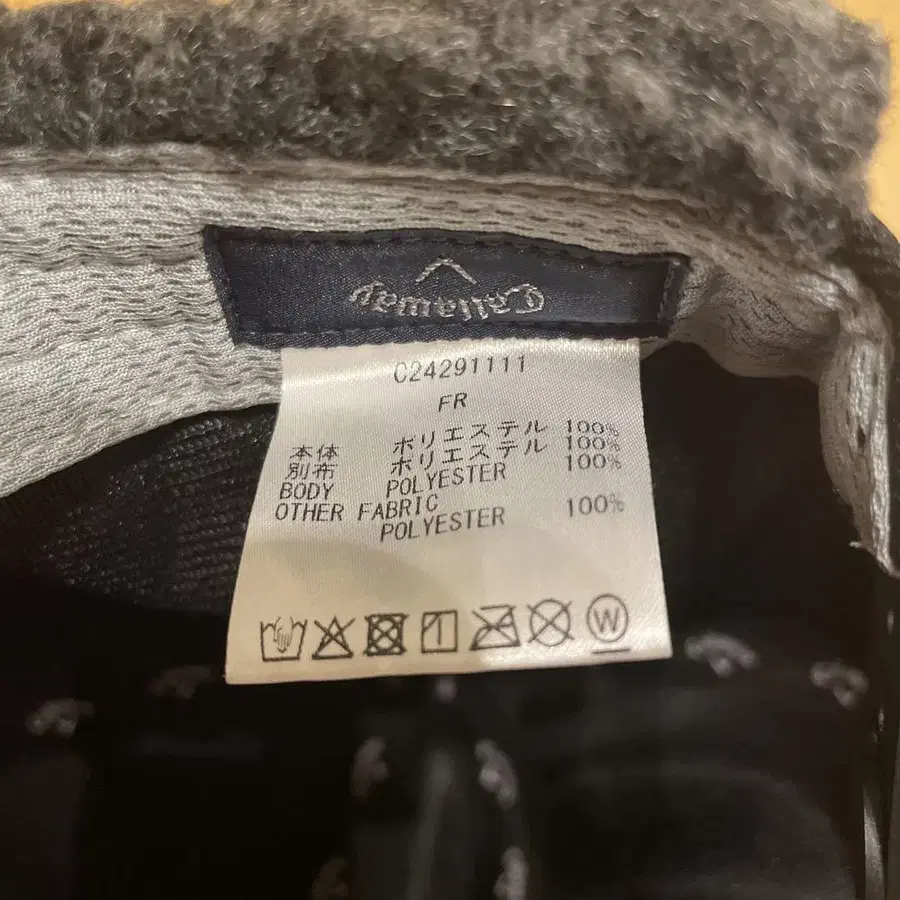 Callaway
C24291111
FR
本体 ポリエステル 100%
別布 ポリエステル 100%
BODY POLYESTER 100%
OTHER FABRIC
POLYESTER 100%
W